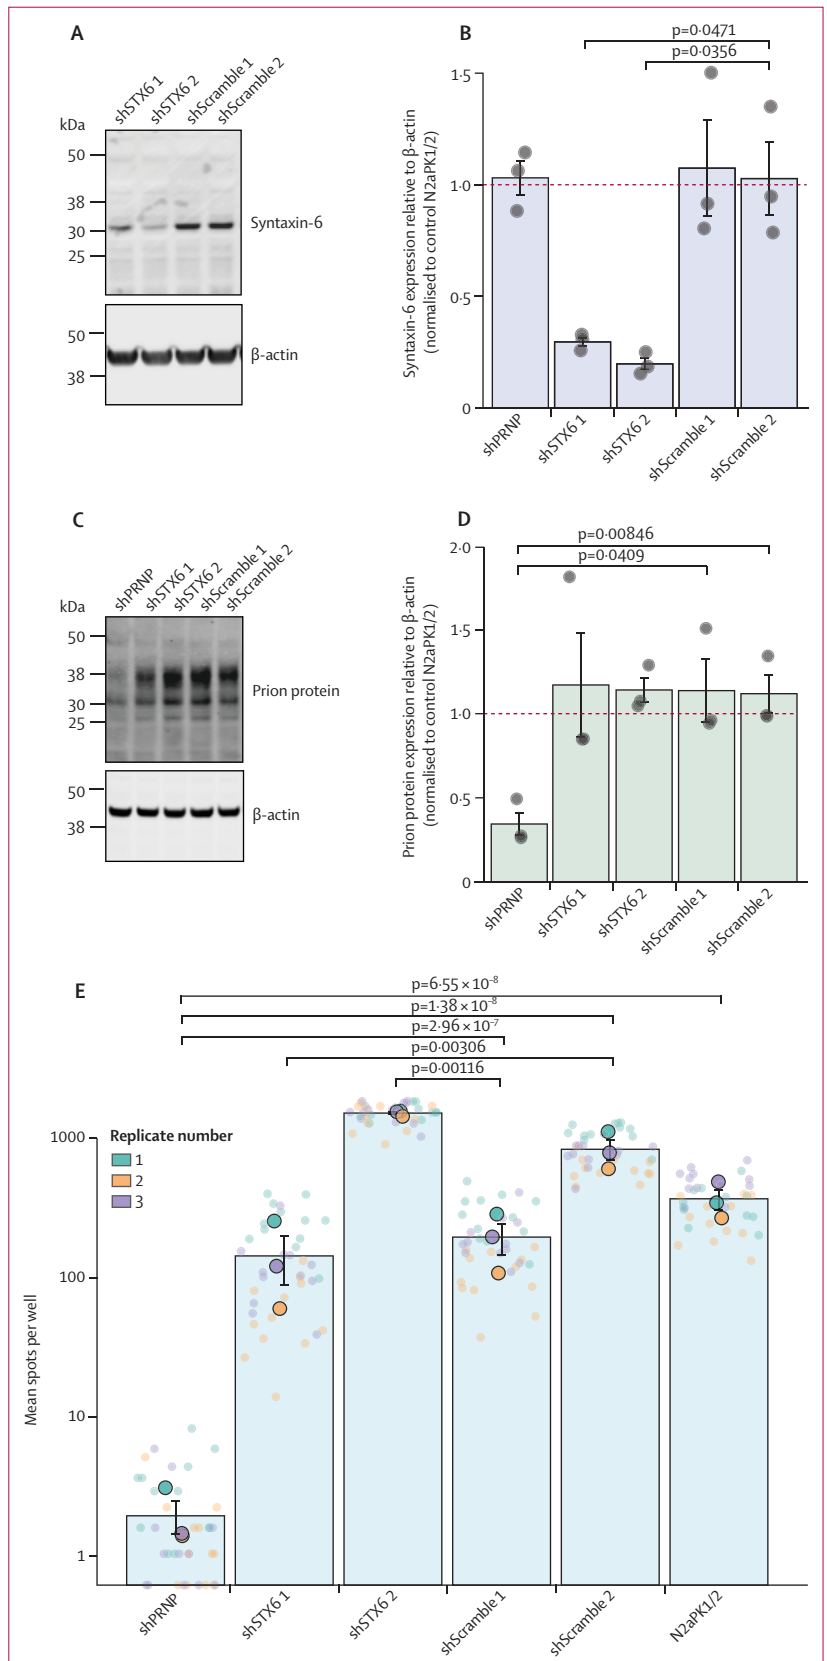 A
shSTX6 1
shSTX6 2
shScramble 1
shScramble 2
kDa
50
38
30
25
Syntaxin-6
50
38
β-actin
B
p=0·0471
p=0·0356
Syntaxin-6 expression relative to β-actin
(normalised to control N2aPK1/2)
1·5
1·0
0·5
0
shPRNP
shSTX6 1
shSTX6 2
shScramble 1
shScramble 2
C
shPRNP
shSTX6 1
shSTX6 2
shScramble 1
shScramble 2
kDa
50
38
30
25
Prion protein
50
38
β-actin
D
p=0·00846
p=0·0409
Prion protein expression relative to β-actin
(normalised to control N2aPK1/2)
2·0
1·5
1·0
0·5
0
shPRNP
shSTX6 1
shSTX6 2
shScramble 1
shScramble 2
E
p=6·55 × 10⁻⁸
p=1·38 × 10⁻⁸
p=2·96 × 10⁻⁷
p=0·00306
p=0·00116
Replicate number
1
2
3
Mean spots per well
1000
100
10
1
shPRNP
shSTX6 1
shSTX6 2
shScramble 1
shScramble 2
N2aPK1/2